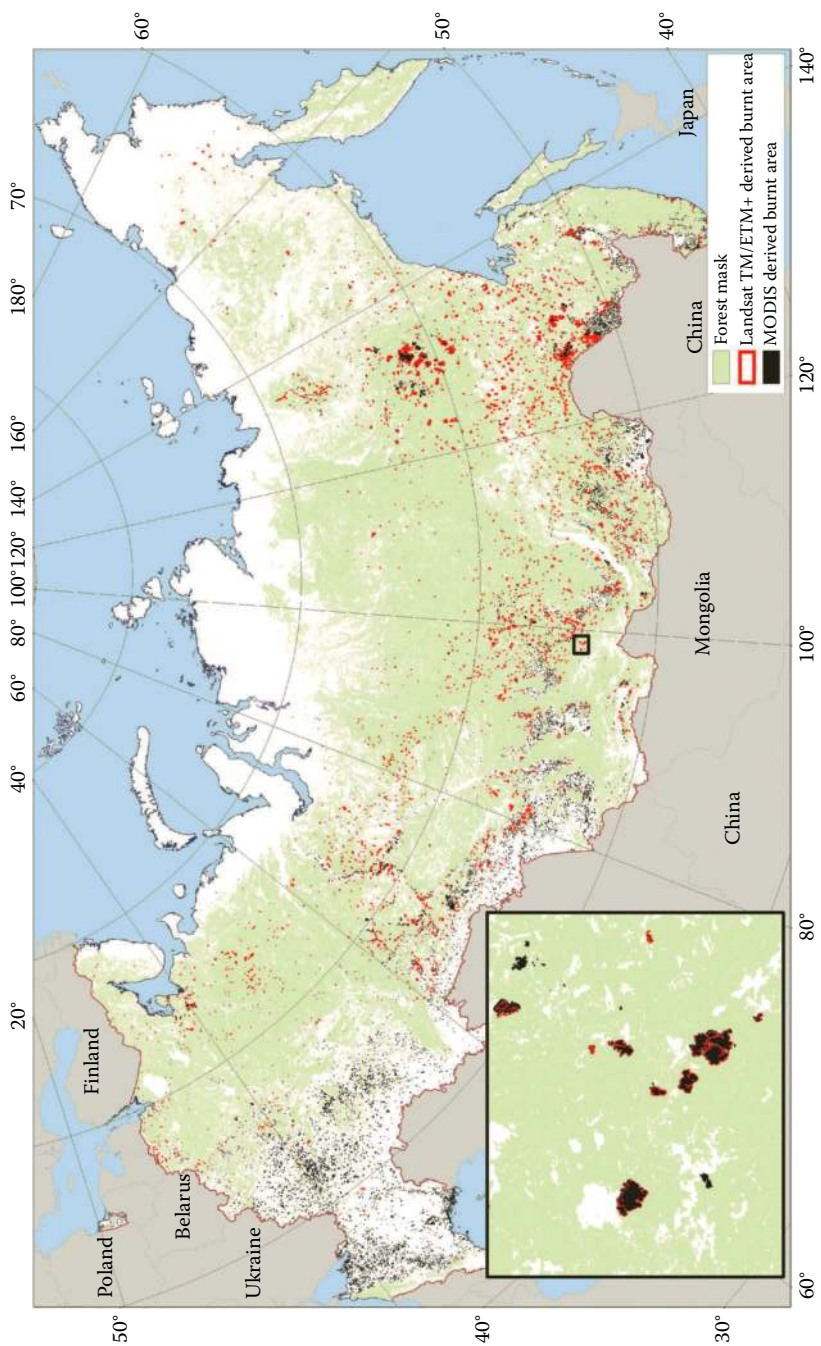 20°
40°
60°
80°
100°
120°
140°
160°
180°
70°
60°
50°
40°
50°
40°
30°
60°
80°
100°
120°
140°
Finland
Poland
Belarus
Ukraine
China
Mongolia
China
Japan
Forest mask
Landsat TM/ETM+ derived burnt area
MODIS derived burnt area